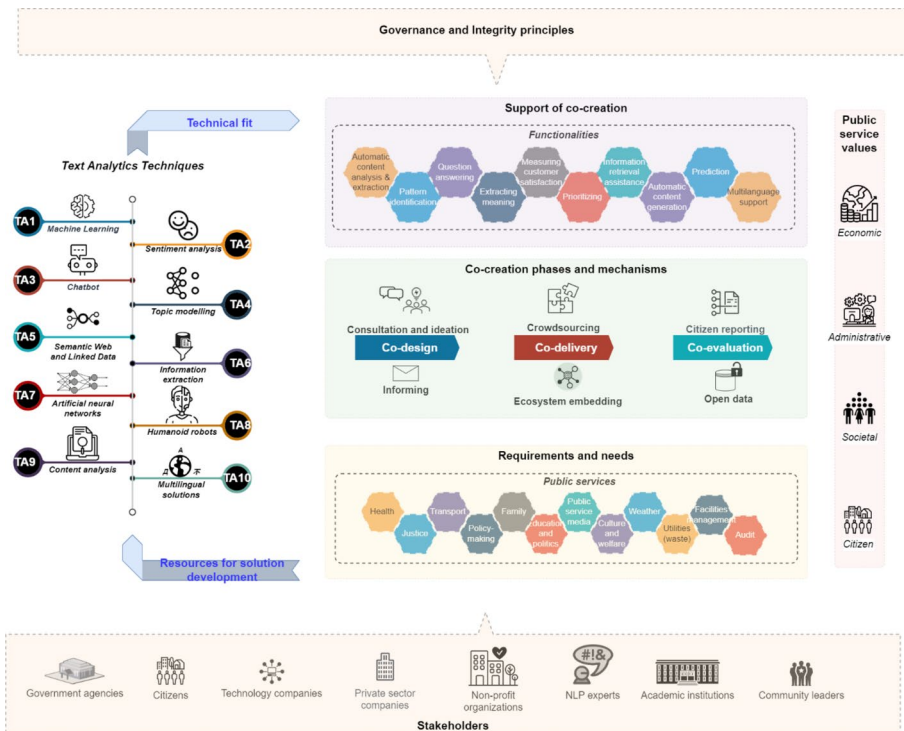 Governance and Integrity principles
Technical fit
Text Analytics Techniques
TA1
Machine Learning
Sentiment analysis
TA2
TA3
Chatbot
Topic modelling
TA4
TA5
Semantic Web
and Linked Data
Information
extraction
TA6
TA7
Artificial neural
networks
Humanoid robots
TA8
TA9
Content analysis
A
Д
不
Multilingual
solutions
TA10
Resources for solution
development
Support of co-creation
Functionalities
Automatic
content
analysis &
extraction
Pattern
identification
Question
answering
Extracting
meaning
Measuring
customer
satisfaction
Prioritizing
Information
retrieval
assistance
Automatic
content
generation
Prediction
Multilanguage
support
Co-creation phases and mechanisms
Consultation and ideation
Co-design
Informing
Crowdsourcing
Co-delivery
Ecosystem embedding
Citizen reporting
Co-evaluation
Open data
Requirements and needs
Public services
Health
Justice
Transport
Policy-
making
Family
Education
and
politics
Public
service
media
Culture
and
welfare
Weather
Utilities
(waste)
Facilities
management
Audit
Public
service
values
Economic
Administrative
Societal
Citizen
Government agencies
Citizens
Technology companies
Private sector
companies
Non-profit
organizations
#!&
NLP experts
Academic institutions
Community leaders
Stakeholders